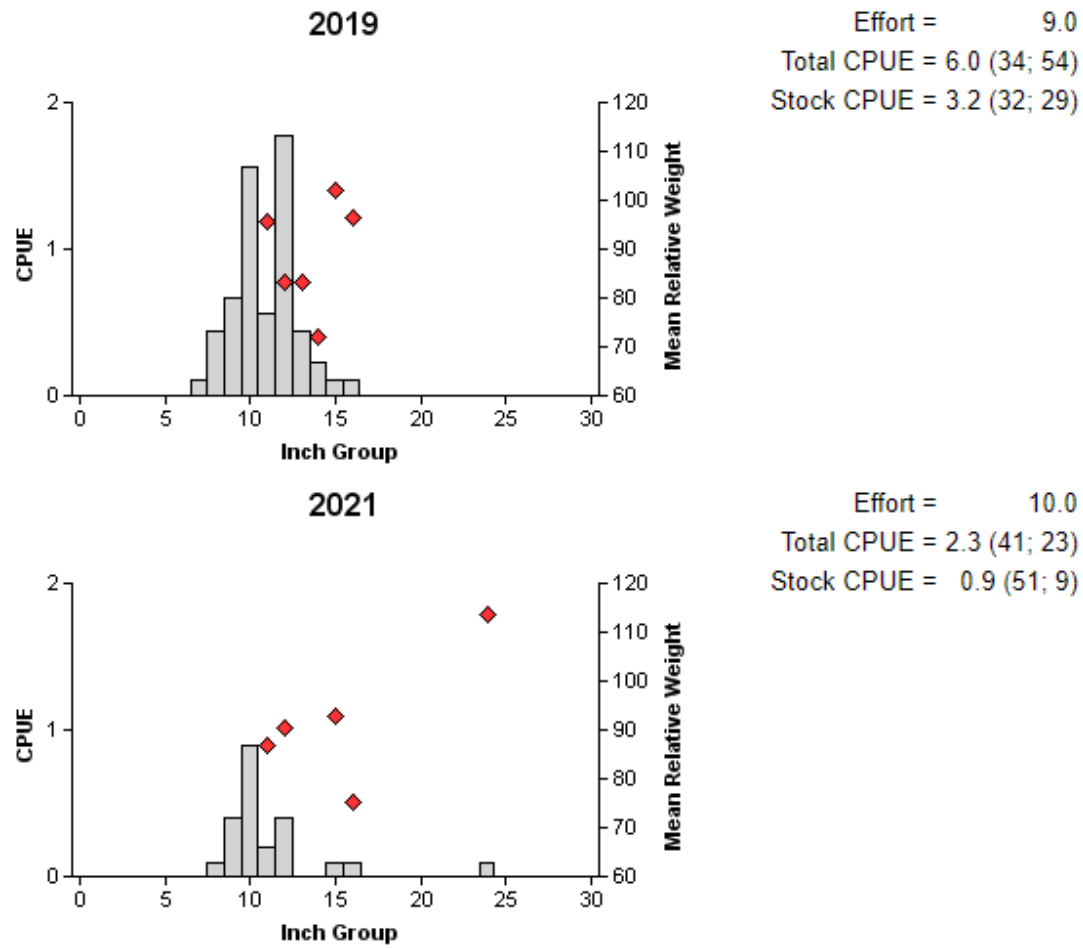 2019
Effort = 9.0
Total CPUE = 6.0 (34; 54)
Stock CPUE = 3.2 (32; 29)
2 120
110
100
1 90
80
70
0 60
CPUE
Mean Relative Weight
0 5 10 15 20 25 30
Inch Group
2021
Effort = 10.0
Total CPUE = 2.3 (41; 23)
Stock CPUE = 0.9 (51; 9)
2 120
110
100
1 90
80
70
0 60
CPUE
Mean Relative Weight
0 5 10 15 20 25 30
Inch Group